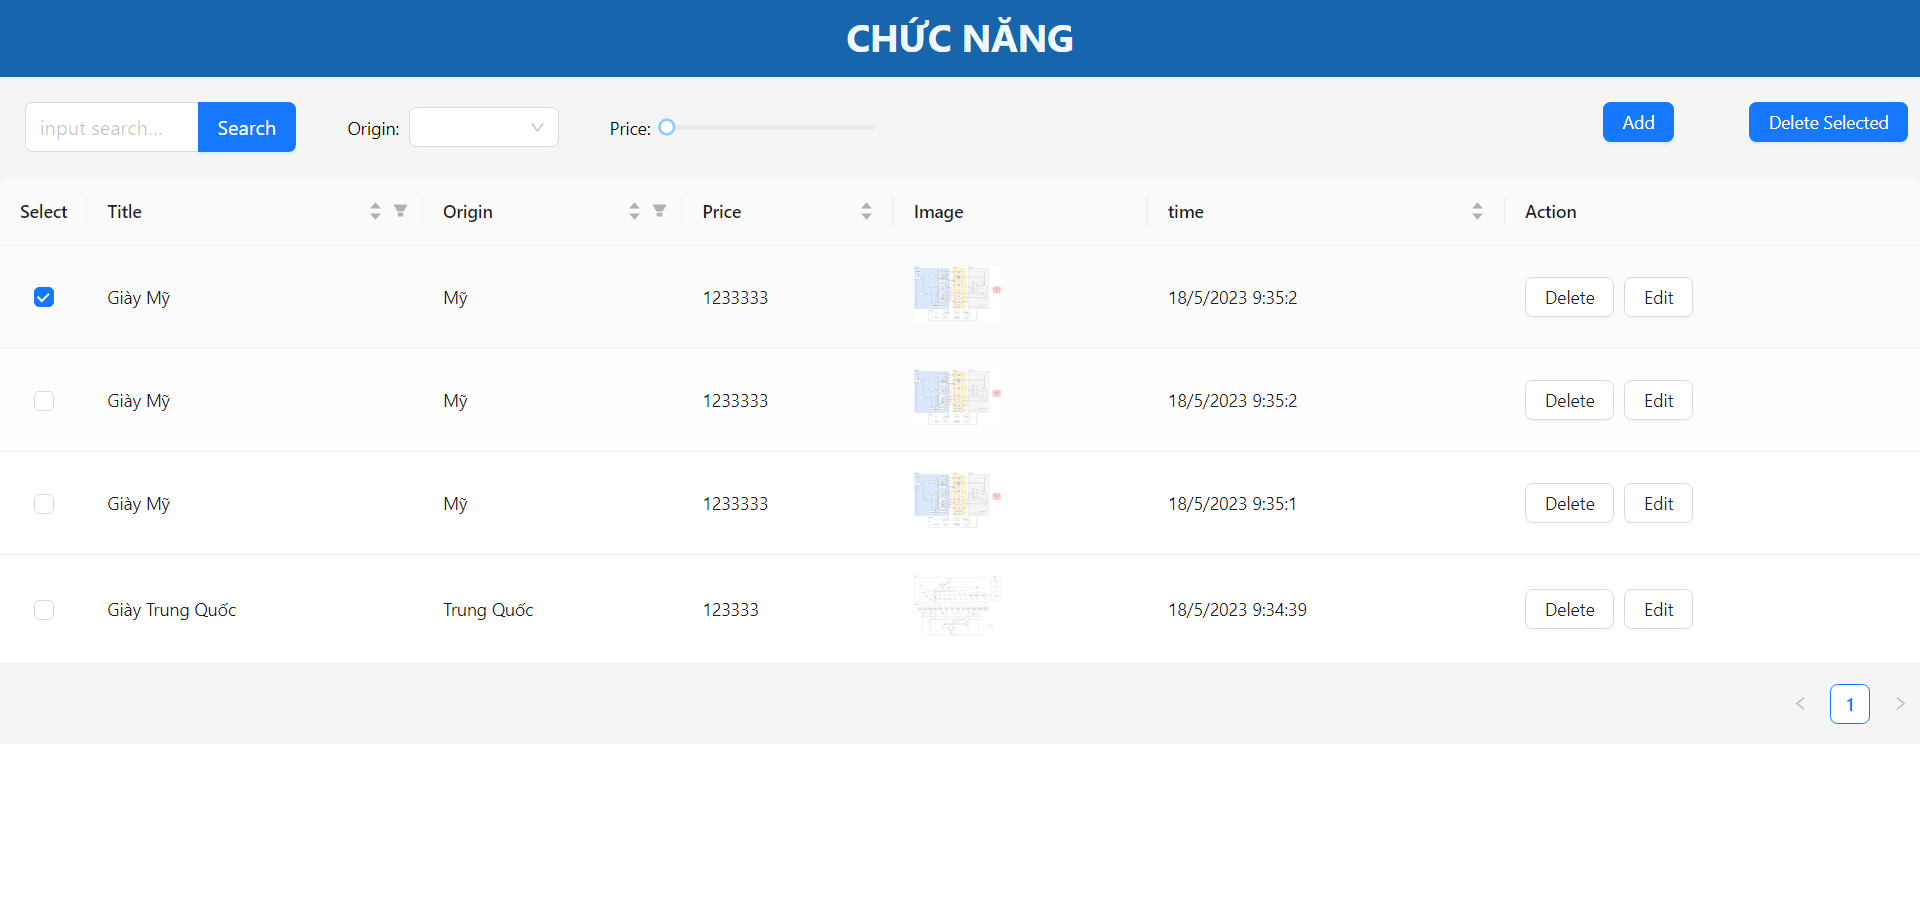 CHỨC NĂNG
input search... Search Origin: Price: Add Delete Selected
Select Title Origin Price Image time Action
Giày Mỹ Mỹ 1233333 18/5/2023 9:35:2 Delete Edit
Giày Mỹ Mỹ 1233333 18/5/2023 9:35:2 Delete Edit
Giày Mỹ Mỹ 1233333 18/5/2023 9:35:1 Delete Edit
Giày Trung Quốc Trung Quốc 123333 18/5/2023 9:34:39 Delete Edit
1